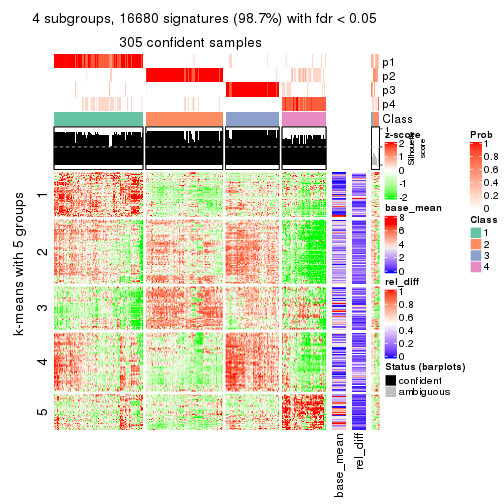 4 subgroups, 16680 signatures (98.7%) with fdr < 0.05
305 confident samples
p1
p2
p3
p4
Class
1
Silhouette
score
k-means with 5 groups
1
2
3
4
5
base_mean
rel_diff
z-score
2
1
0
-1
-2
base_mean
8
6
4
2
0
rel_diff
1
0.8
0.6
0.4
0.2
0
Status (barplots)
confident
ambiguous
Prob
1
0.8
0.6
0.4
0.2
0
Class
1
2
3
4